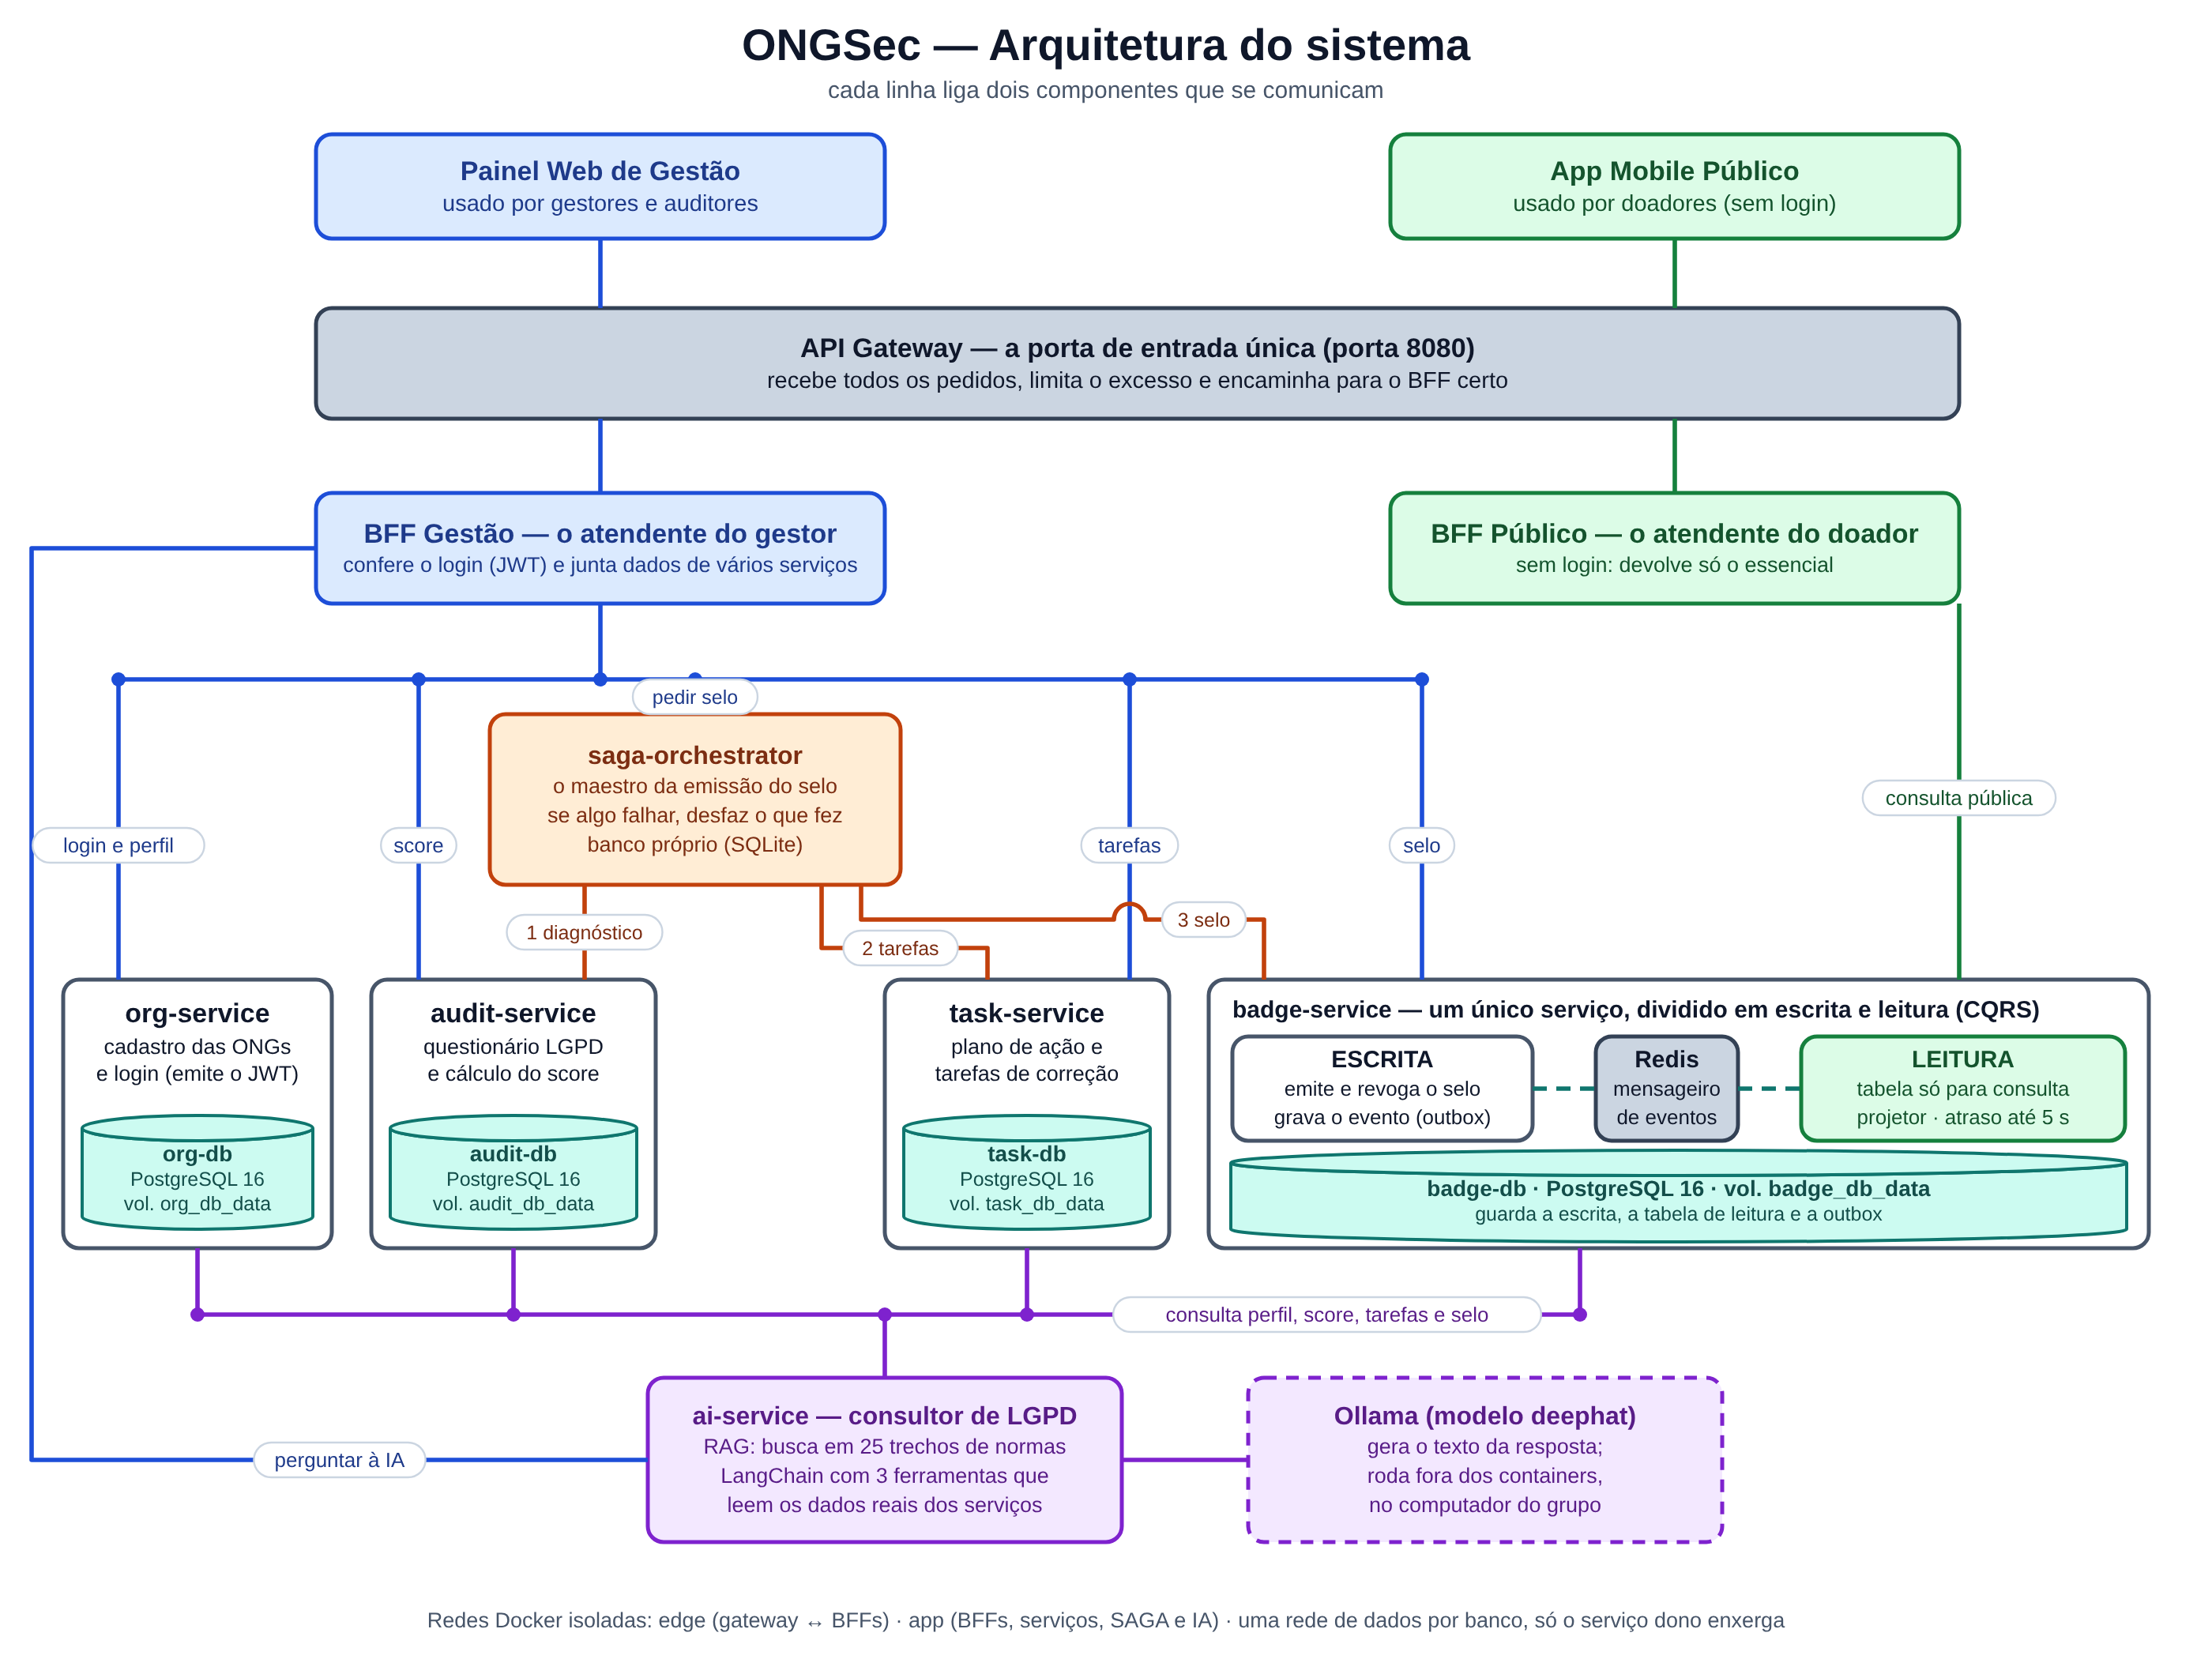 ONGSec — Arquitetura do sistema
cada linha liga dois componentes que se comunicam
Painel Web de Gestão
usado por gestores e auditores
App Mobile Público
usado por doadores (sem login)
API Gateway — a porta de entrada única (porta 8080)
recebe todos os pedidos, limita o excesso e encaminha para o BFF certo
BFF Gestão — o atendente do gestor
confere o login (JWT) e junta dados de vários serviços
BFF Público — o atendente do doador
sem login: devolve só o essencial
pedir selo
saga-orchestrator
o maestro da emissão do selo
se algo falhar, desfaz o que fez
banco próprio (SQLite)
consulta pública
login e perfil
score
tarefas
selo
1 diagnóstico
2 tarefas
3 selo
org-service
cadastro das ONGs
e login (emite o JWT)
org-db
PostgreSQL 16
vol. org_db_data
audit-service
questionário LGPD
e cálculo do score
audit-db
PostgreSQL 16
vol. audit_db_data
task-service
plano de ação e
tarefas de correção
task-db
PostgreSQL 16
vol. task_db_data
badge-service — um único serviço, dividido em escrita e leitura (CQRS)
ESCRITA
emite e revoga o selo
grava o evento (outbox)
Redis
mensageiro
de eventos
LEITURA
tabela só para consulta
projetor · atraso até 5 s
badge-db · PostgreSQL 16 · vol. badge_db_data
guarda a escrita, a tabela de leitura e a outbox
consulta perfil, score, tarefas e selo
perguntar à IA
ai-service — consultor de LGPD
RAG: busca em 25 trechos de normas
LangChain com 3 ferramentas que
leem os dados reais dos serviços
Ollama (modelo deephat)
gera o texto da resposta;
roda fora dos containers,
no computador do grupo
Redes Docker isoladas: edge (gateway ↔ BFFs) · app (BFFs, serviços, SAGA e IA) · uma rede de dados por banco, só o serviço dono enxerga